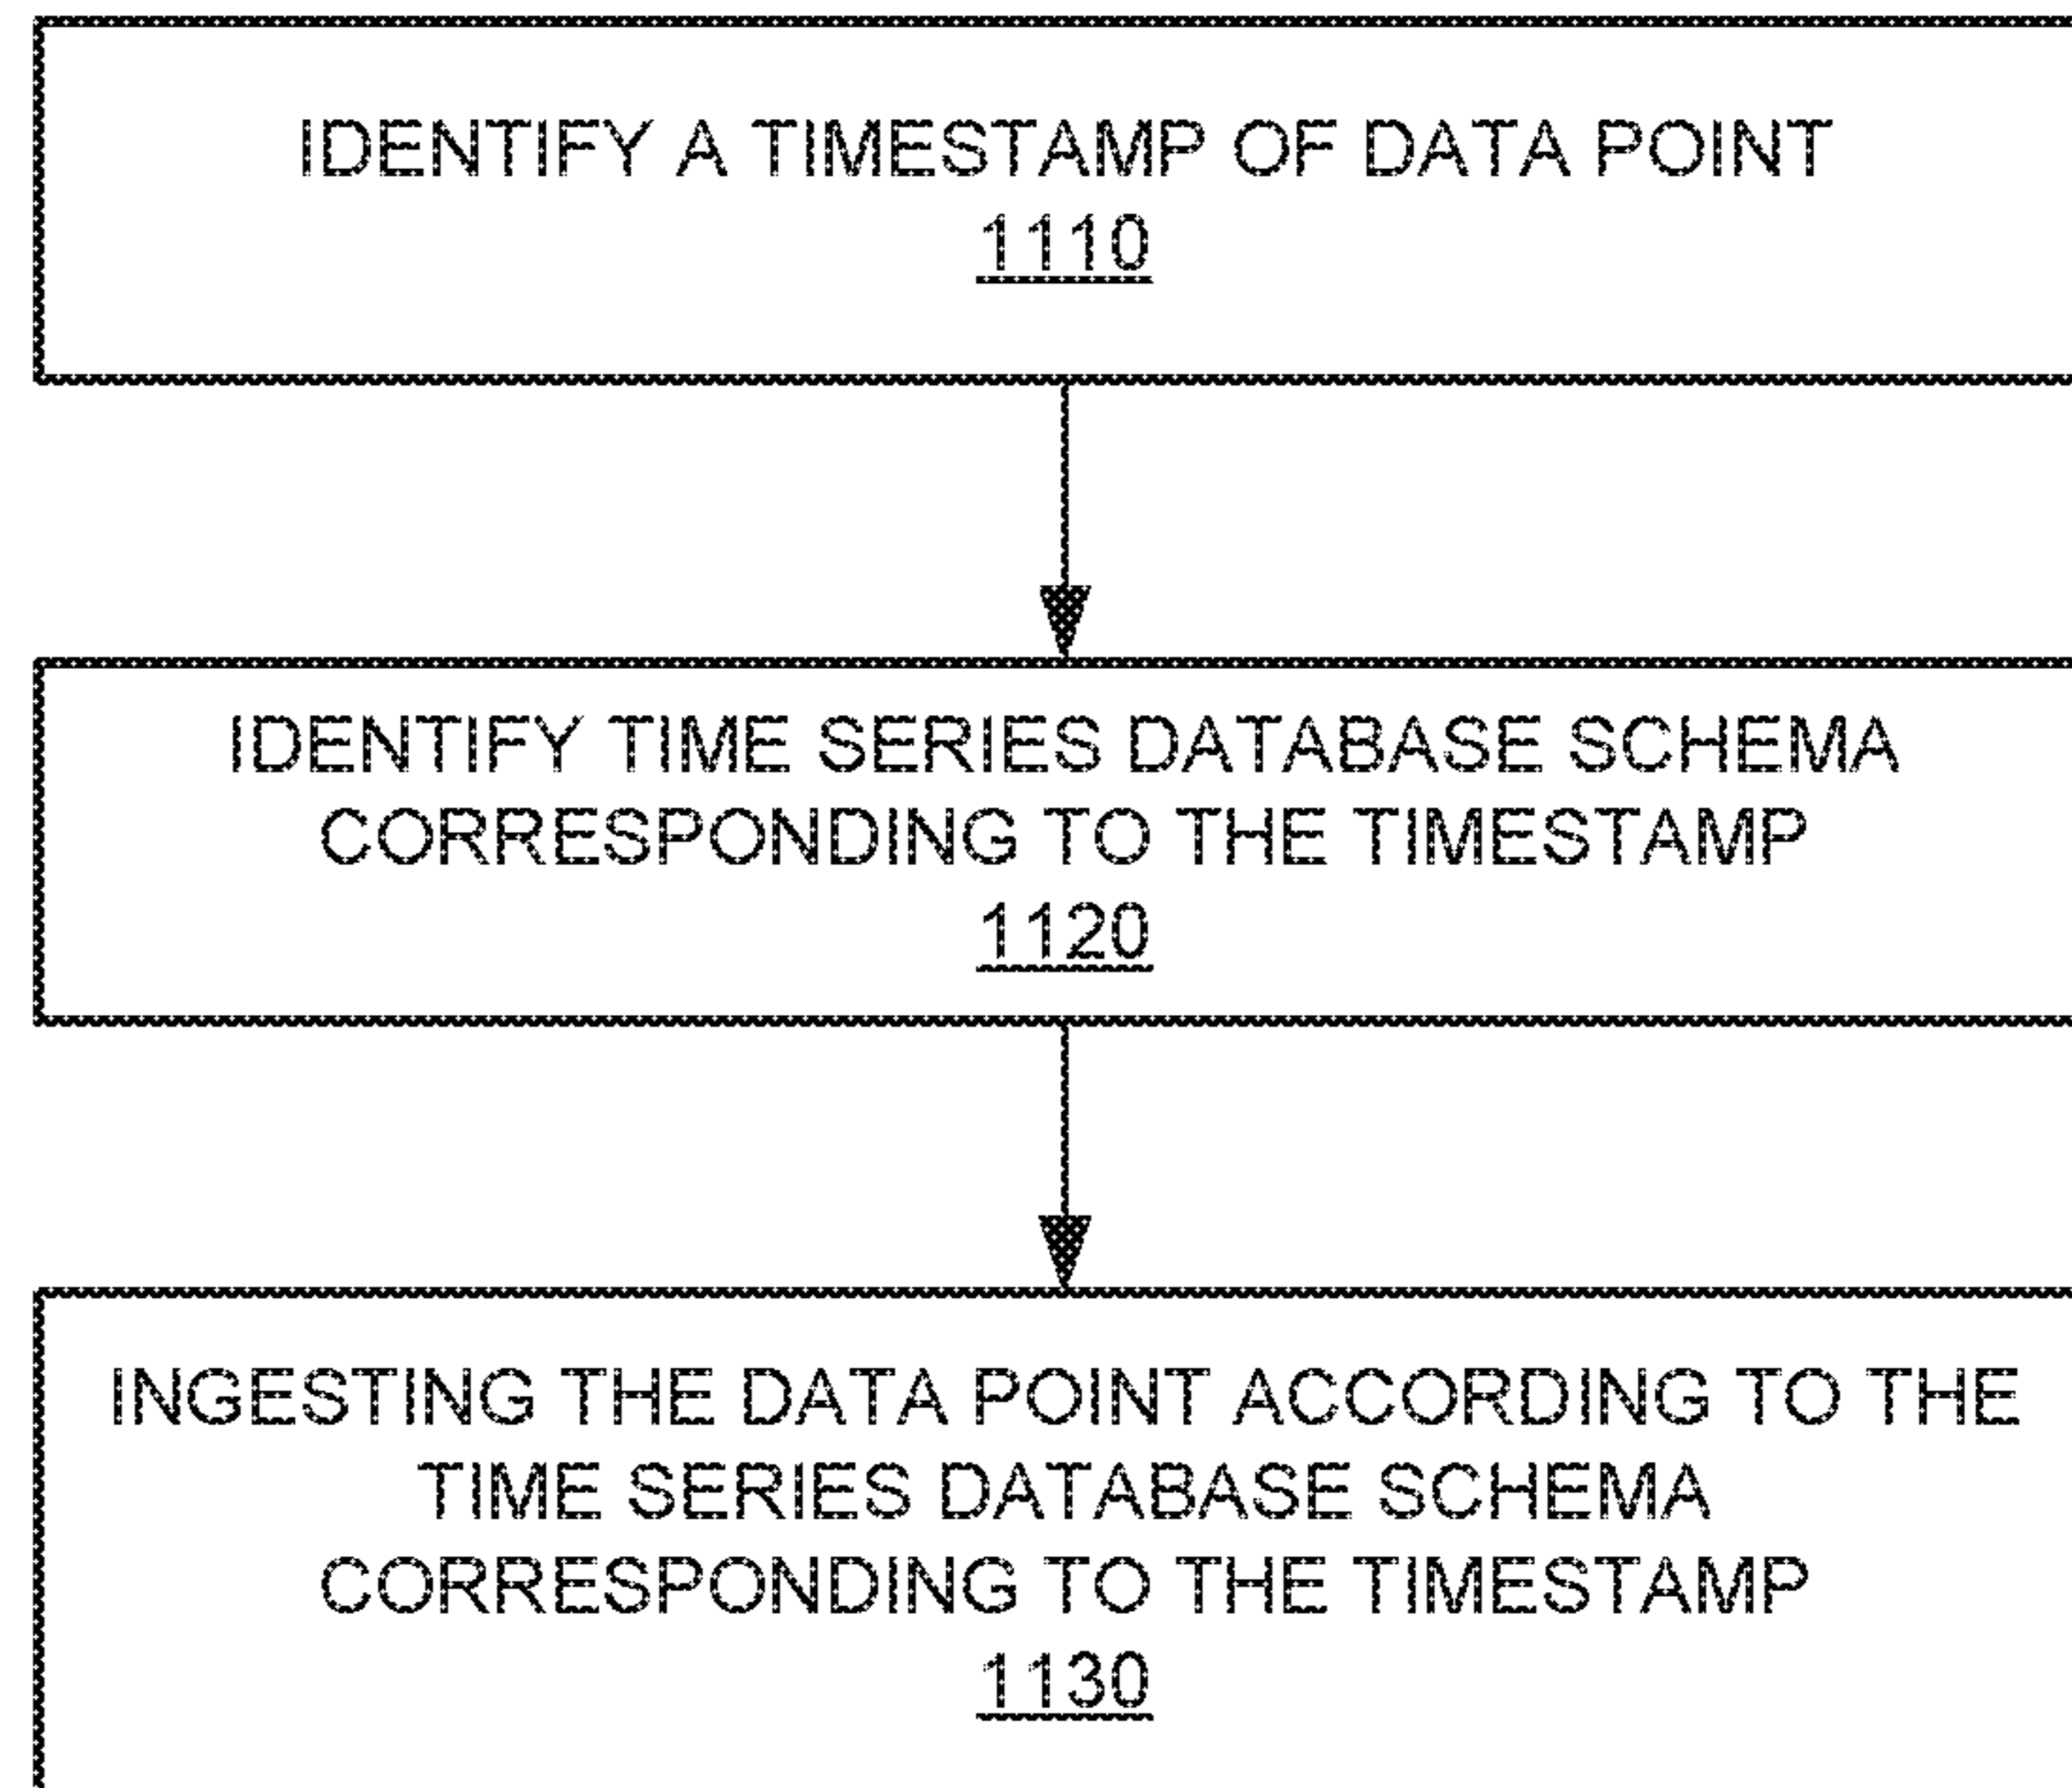 IDENTIFY A TIMESTAMP OF DATA POINT
1110
IDENTIFY TIME SERIES DATABASE SCHEMA
CORRESPONDING TO THE TIMESTAMP
1120
INGESTING THE DATA POINT ACCORDING TO THE
TIME SERIES DATABASE SCHEMA
CORRESPONDING TO THE TIMESTAMP
1130